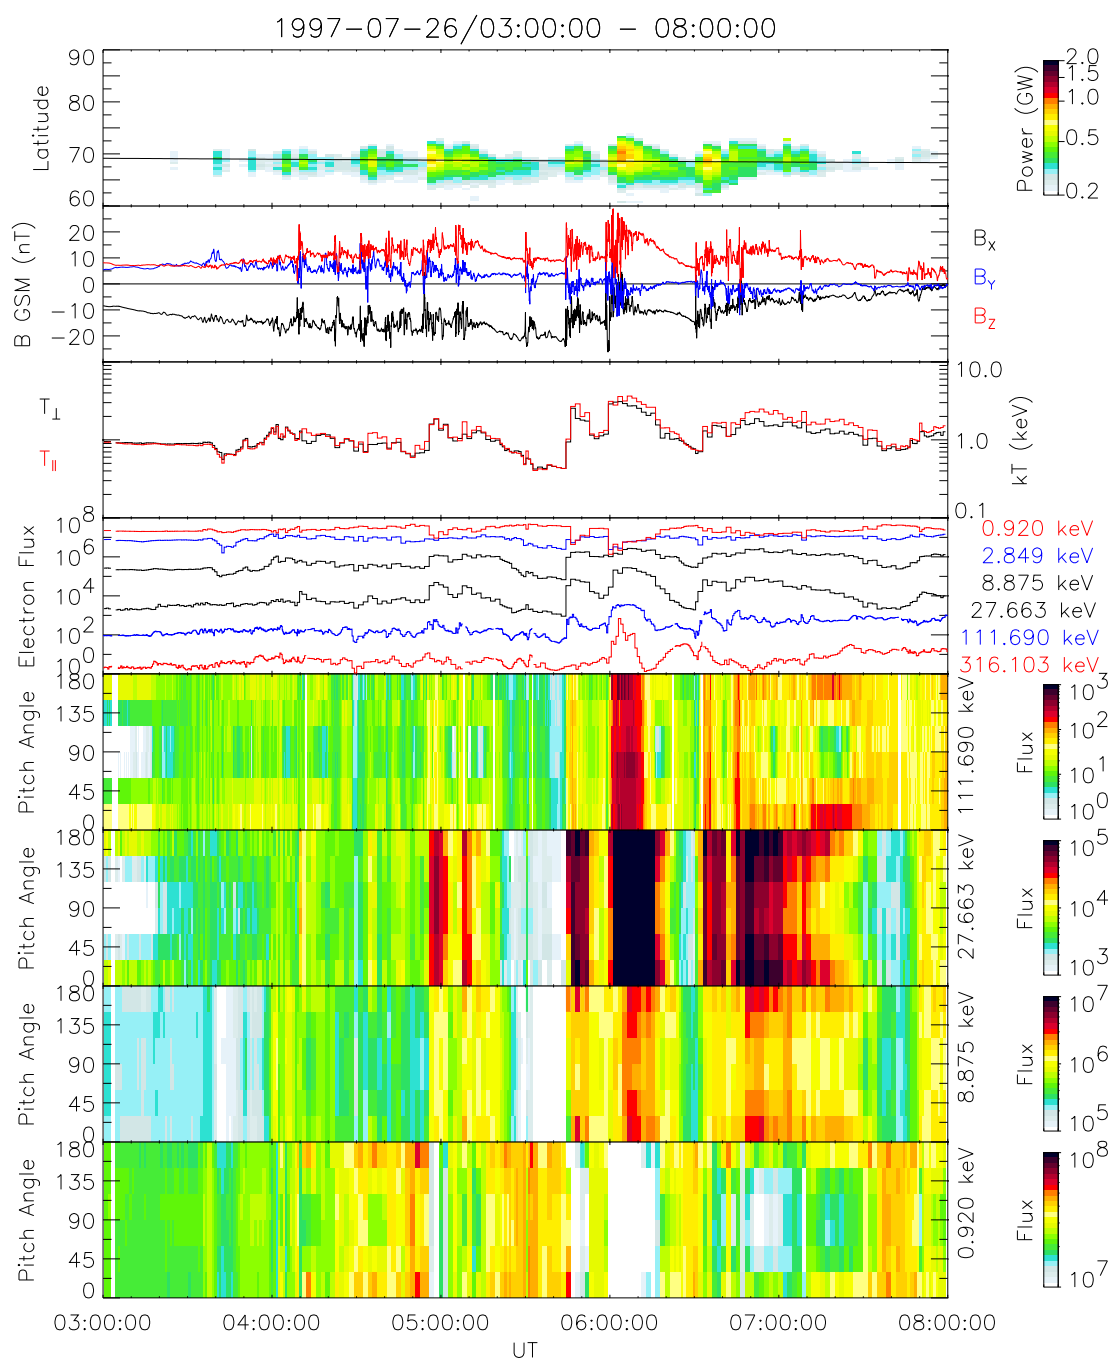 1997-07-26/03:00:00 - 08:00:00
90
80
70
60
Latitude
2.0
1.5
1.0
0.5
0.2
Power (GW)
20
10
0
-10
-20
B GSM (nT)
BX
BY
BZ
T⊥
T||
10.0
1.0
0.1
kT (keV)
10^8
10^6
10^4
10^2
10^0
Electron Flux
0.920 keV
2.849 keV
8.875 keV
27.663 keV
111.690 keV
316.103 keV
180
135
90
45
0
Pitch Angle
111.690 keV
10^3
10^2
10^1
10^0
Flux
180
135
90
45
0
Pitch Angle
27.663 keV
10^5
10^4
10^3
Flux
180
135
90
45
0
Pitch Angle
8.875 keV
10^7
10^6
10^5
Flux
180
135
90
45
0
Pitch Angle
0.920 keV
10^8
10^7
Flux
03:00:00 04:00:00 05:00:00 06:00:00 07:00:00 08:00:00
UT